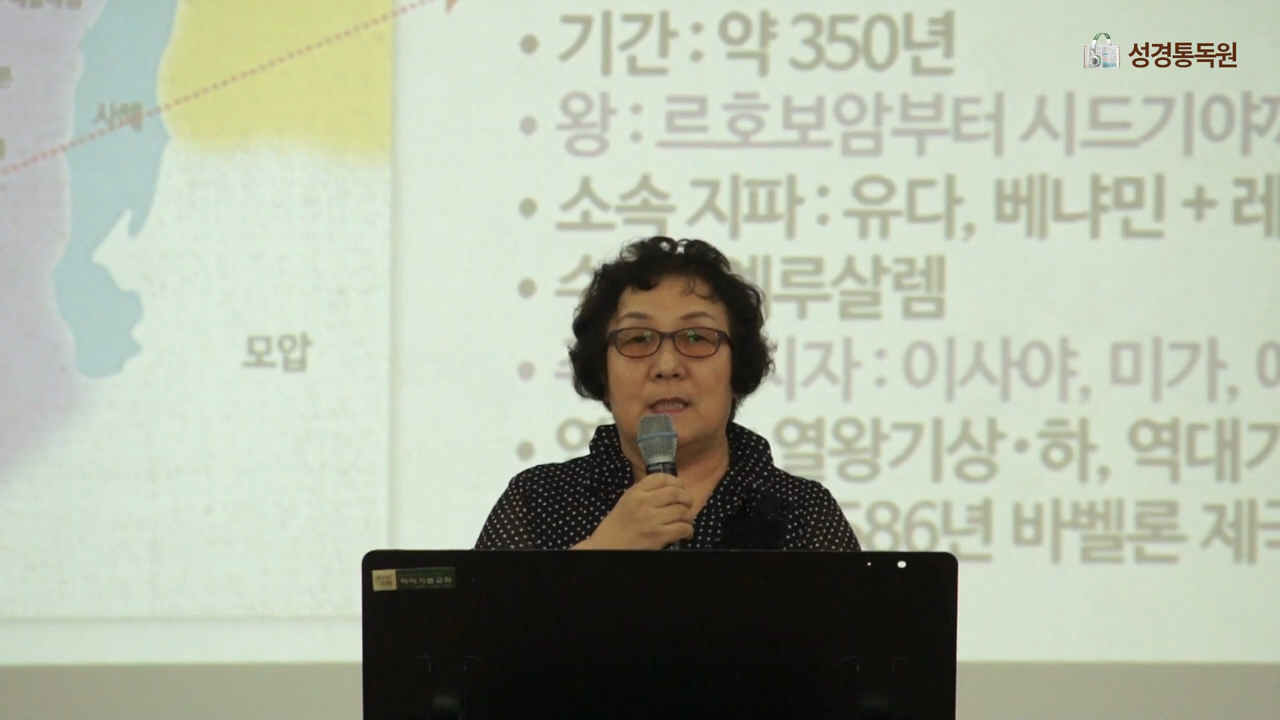 성경통독원
사해
모압
• 기간 : 약 350년
• 왕 : 르호보암부터 시드기야까
• 소속 지파 : 유다, 베냐민 + 레
• 예루살렘
• 이사야, 미가,
• 열왕기상·하, 역대기
586년 바벨론 제국